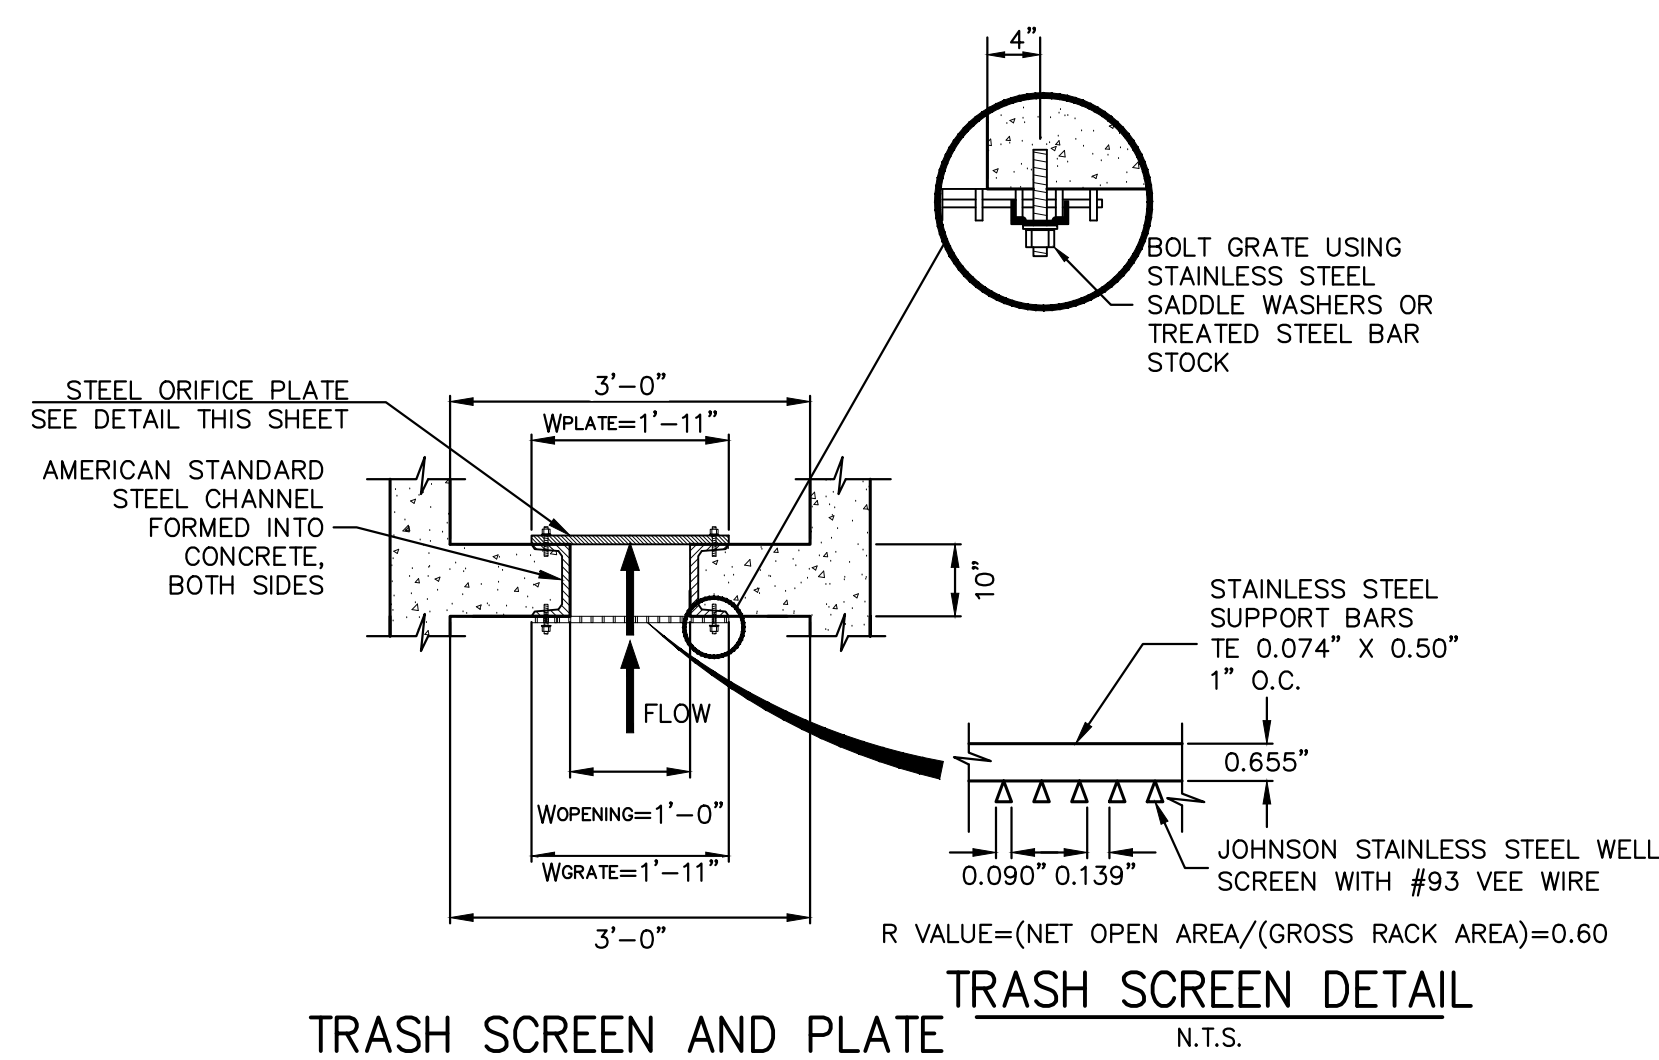 4”
BOLT GRATE USING
STAINLESS STEEL
SADDLE WASHERS OR
TREATED STEEL BAR
STOCK
STEEL ORIFICE PLATE
SEE DETAIL THIS SHEET
3’-0”
WPLATE=1’-11”
AMERICAN STANDARD
STEEL CHANNEL
FORMED INTO
CONCRETE,
BOTH SIDES
10”
STAINLESS STEEL
SUPPORT BARS
TE 0.074” X 0.50”
1” O.C.
FLOW
0.655”
WOPENING=1’-0”
WGRATE=1’-11”
3’-0”
0.090” 0.139”
JOHNSON STAINLESS STEEL WELL
SCREEN WITH #93 VEE WIRE
R VALUE=(NET OPEN AREA/(GROSS RACK AREA)=0.60
TRASH SCREEN DETAIL
N.T.S.
TRASH SCREEN AND PLATE